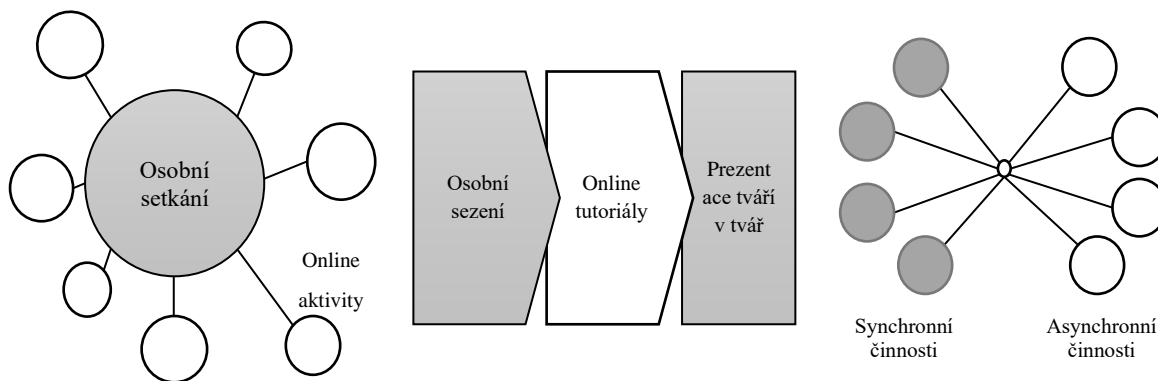 Osobní
setkání
Online
aktivity
Osobní
sezení
Online
tutoriály
Prezent
ace tváří
v tvář
Synchronní
činnosti
Asynchronní
činnosti